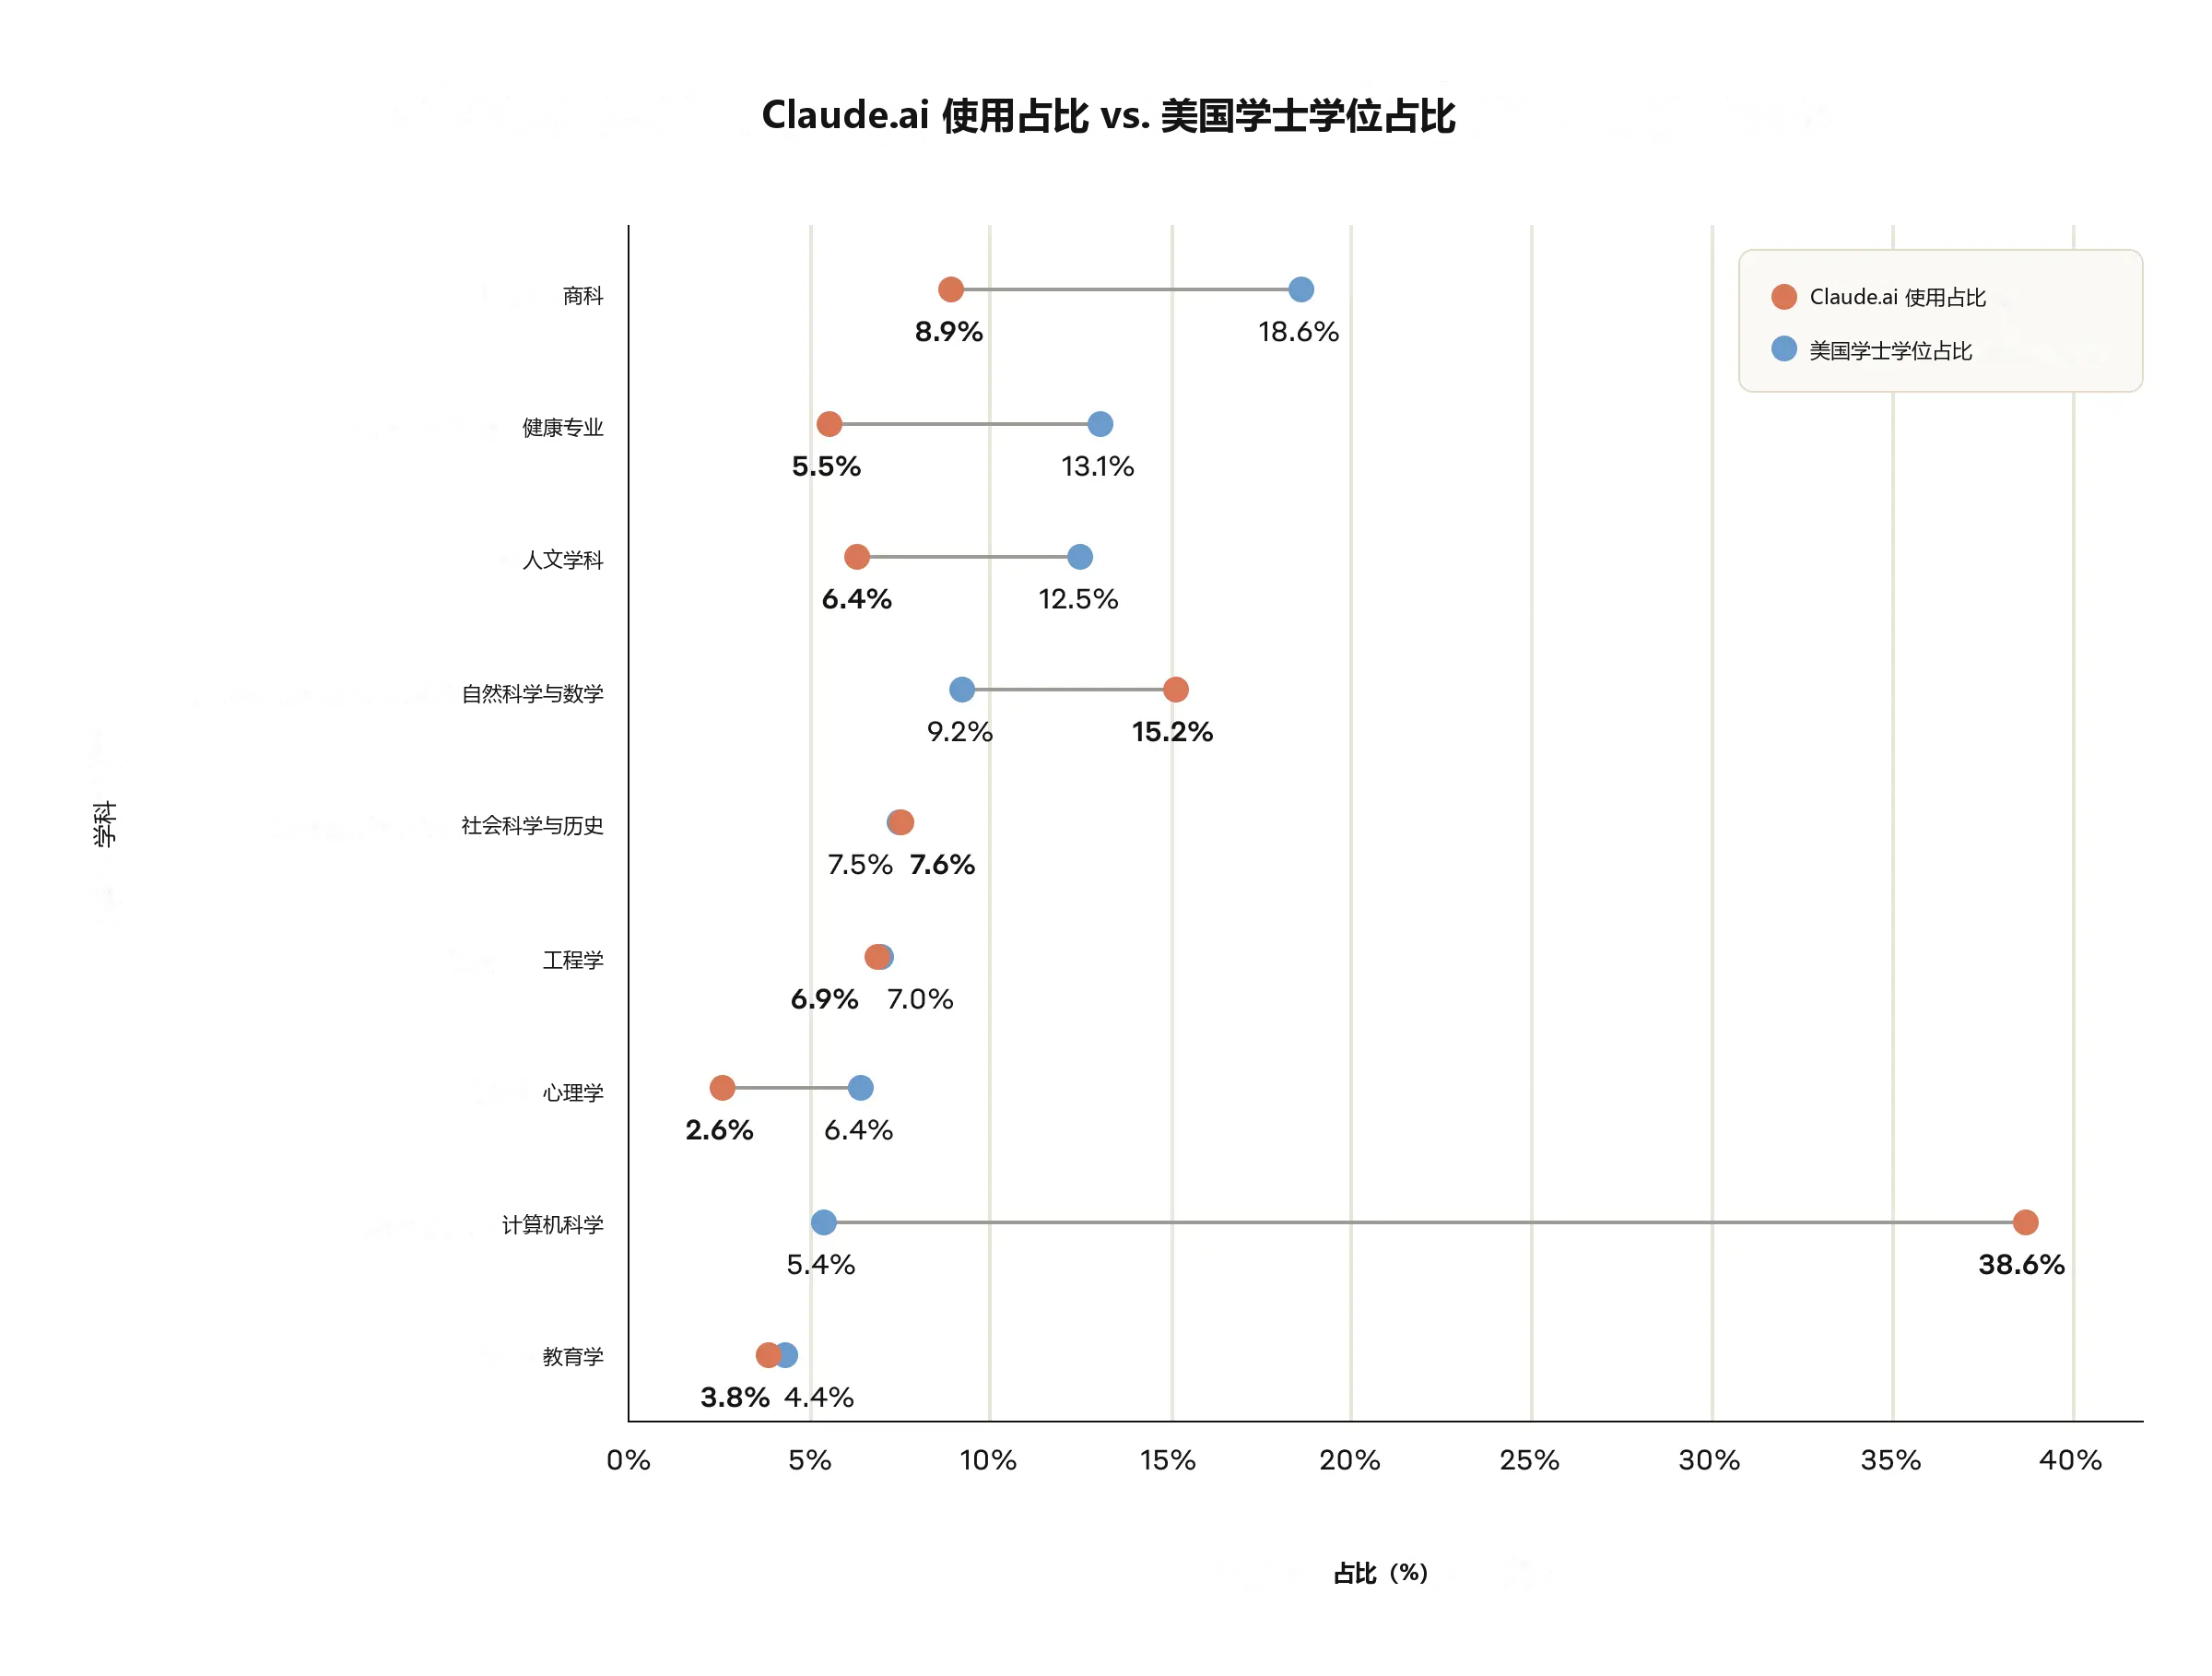 Claude.ai 使用占比 vs. 美国学士学位占比
Claude.ai 使用占比
美国学士学位占比
学科
商科
8.9%
18.6%
健康专业
5.5%
13.1%
人文学科
6.4%
12.5%
自然科学与数学
9.2%
15.2%
社会科学与历史
7.5%
7.6%
工程学
6.9%
7.0%
心理学
2.6%
6.4%
计算机科学
5.4%
38.6%
教育学
3.8%
4.4%
0%
5%
10%
15%
20%
25%
30%
35%
40%
占比（%）